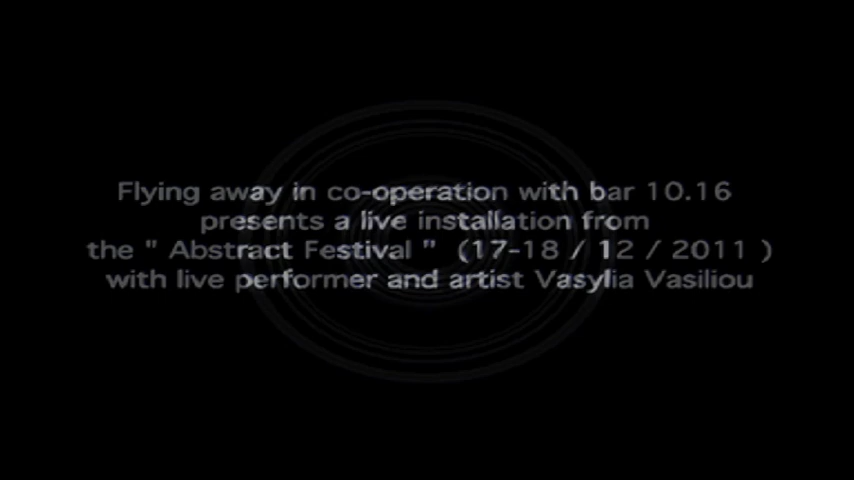 Flying away in co-operation with bar 10.16
presents a live installation from
the " Abstract Festival " (17-18 / 12 / 2011 )
with live performer and artist Vasylia Vasiliou